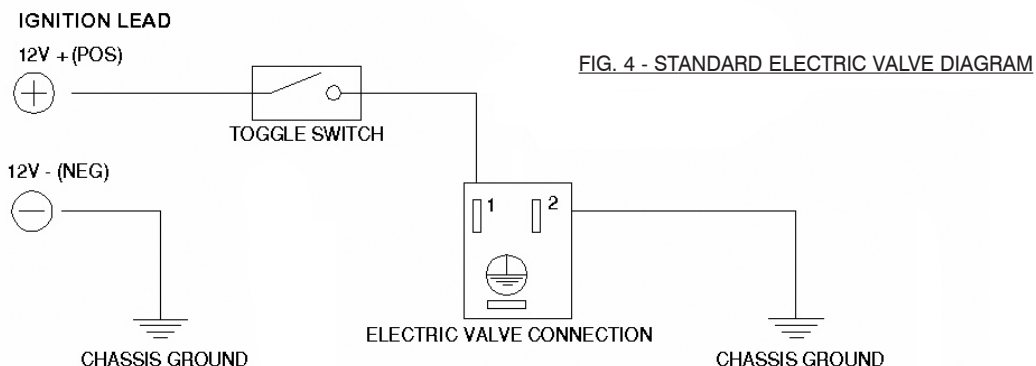 IGNITION LEAD
12V + (POS)
FIG. 4 - STANDARD ELECTRIC VALVE DIAGRAM
TOGGLE SWITCH
12V - (NEG)
1 2
ELECTRIC VALVE CONNECTION
CHASSIS GROUND
CHASSIS GROUND